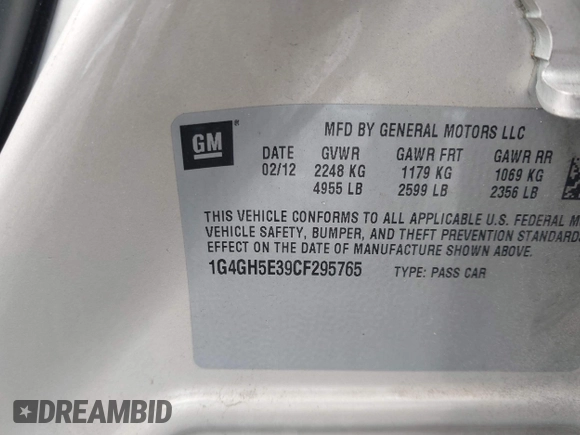 GM ® MFD BY GENERAL MOTORS LLC
DATE GVWR GAWR FRT GAWR RR
02/12 2248 KG 1179 KG 1069 KG
4955 LB 2599 LB 2356 LB
THIS VEHICLE CONFORMS TO ALL APPLICABLE U.S. FEDERAL M
VEHICLE SAFETY, BUMPER, AND THEFT PREVENTION STANDARDS
EFFECT ON THE DATE OF MANUFACTURE SHOWN ABOVE.
1G4GH5E39CF295765 TYPE: PASS CAR
DREAMBID